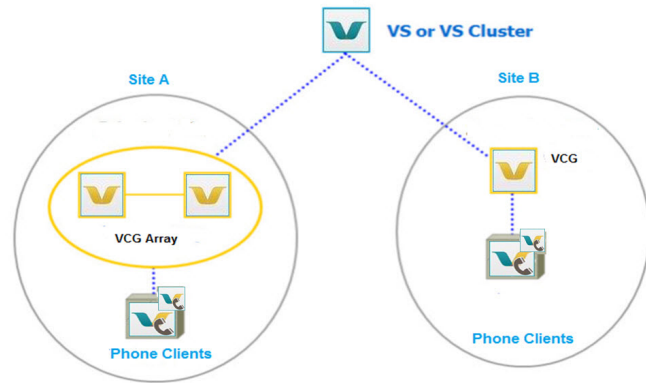 VS or VS Cluster
Site A
Site B
VCG
VCG Array
Phone Clients
Phone Clients